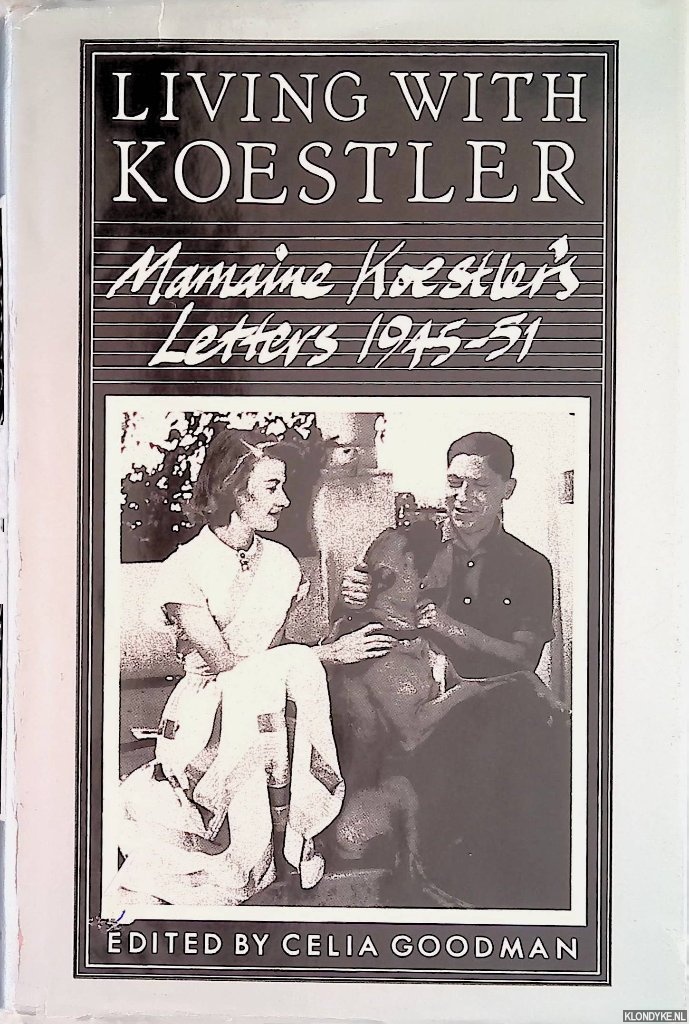 LIVING WITH
KOESTLER
Mamaine Koestler's
Letters 1945-51
EDITED BY CELIA GOODMAN
KLONDYKE.NL